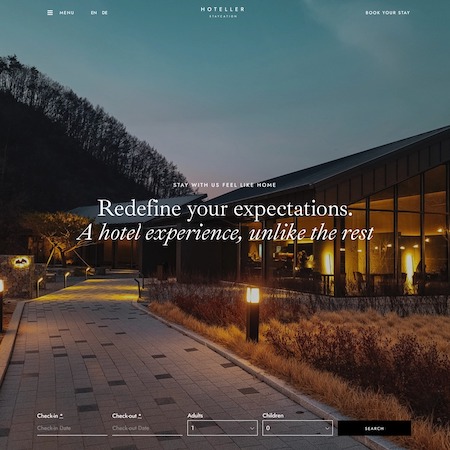 MENU
EN DE
HOTELLER
STAYCATION
BOOK YOUR STAY
STAY WITH US FEEL LIKE HOME
Redefine your expectations.
A hotel experience, unlike the rest
Check-in *
Check-out *
Adults
Children
Check-in Date
Check-out Date
1
0
SEARCH